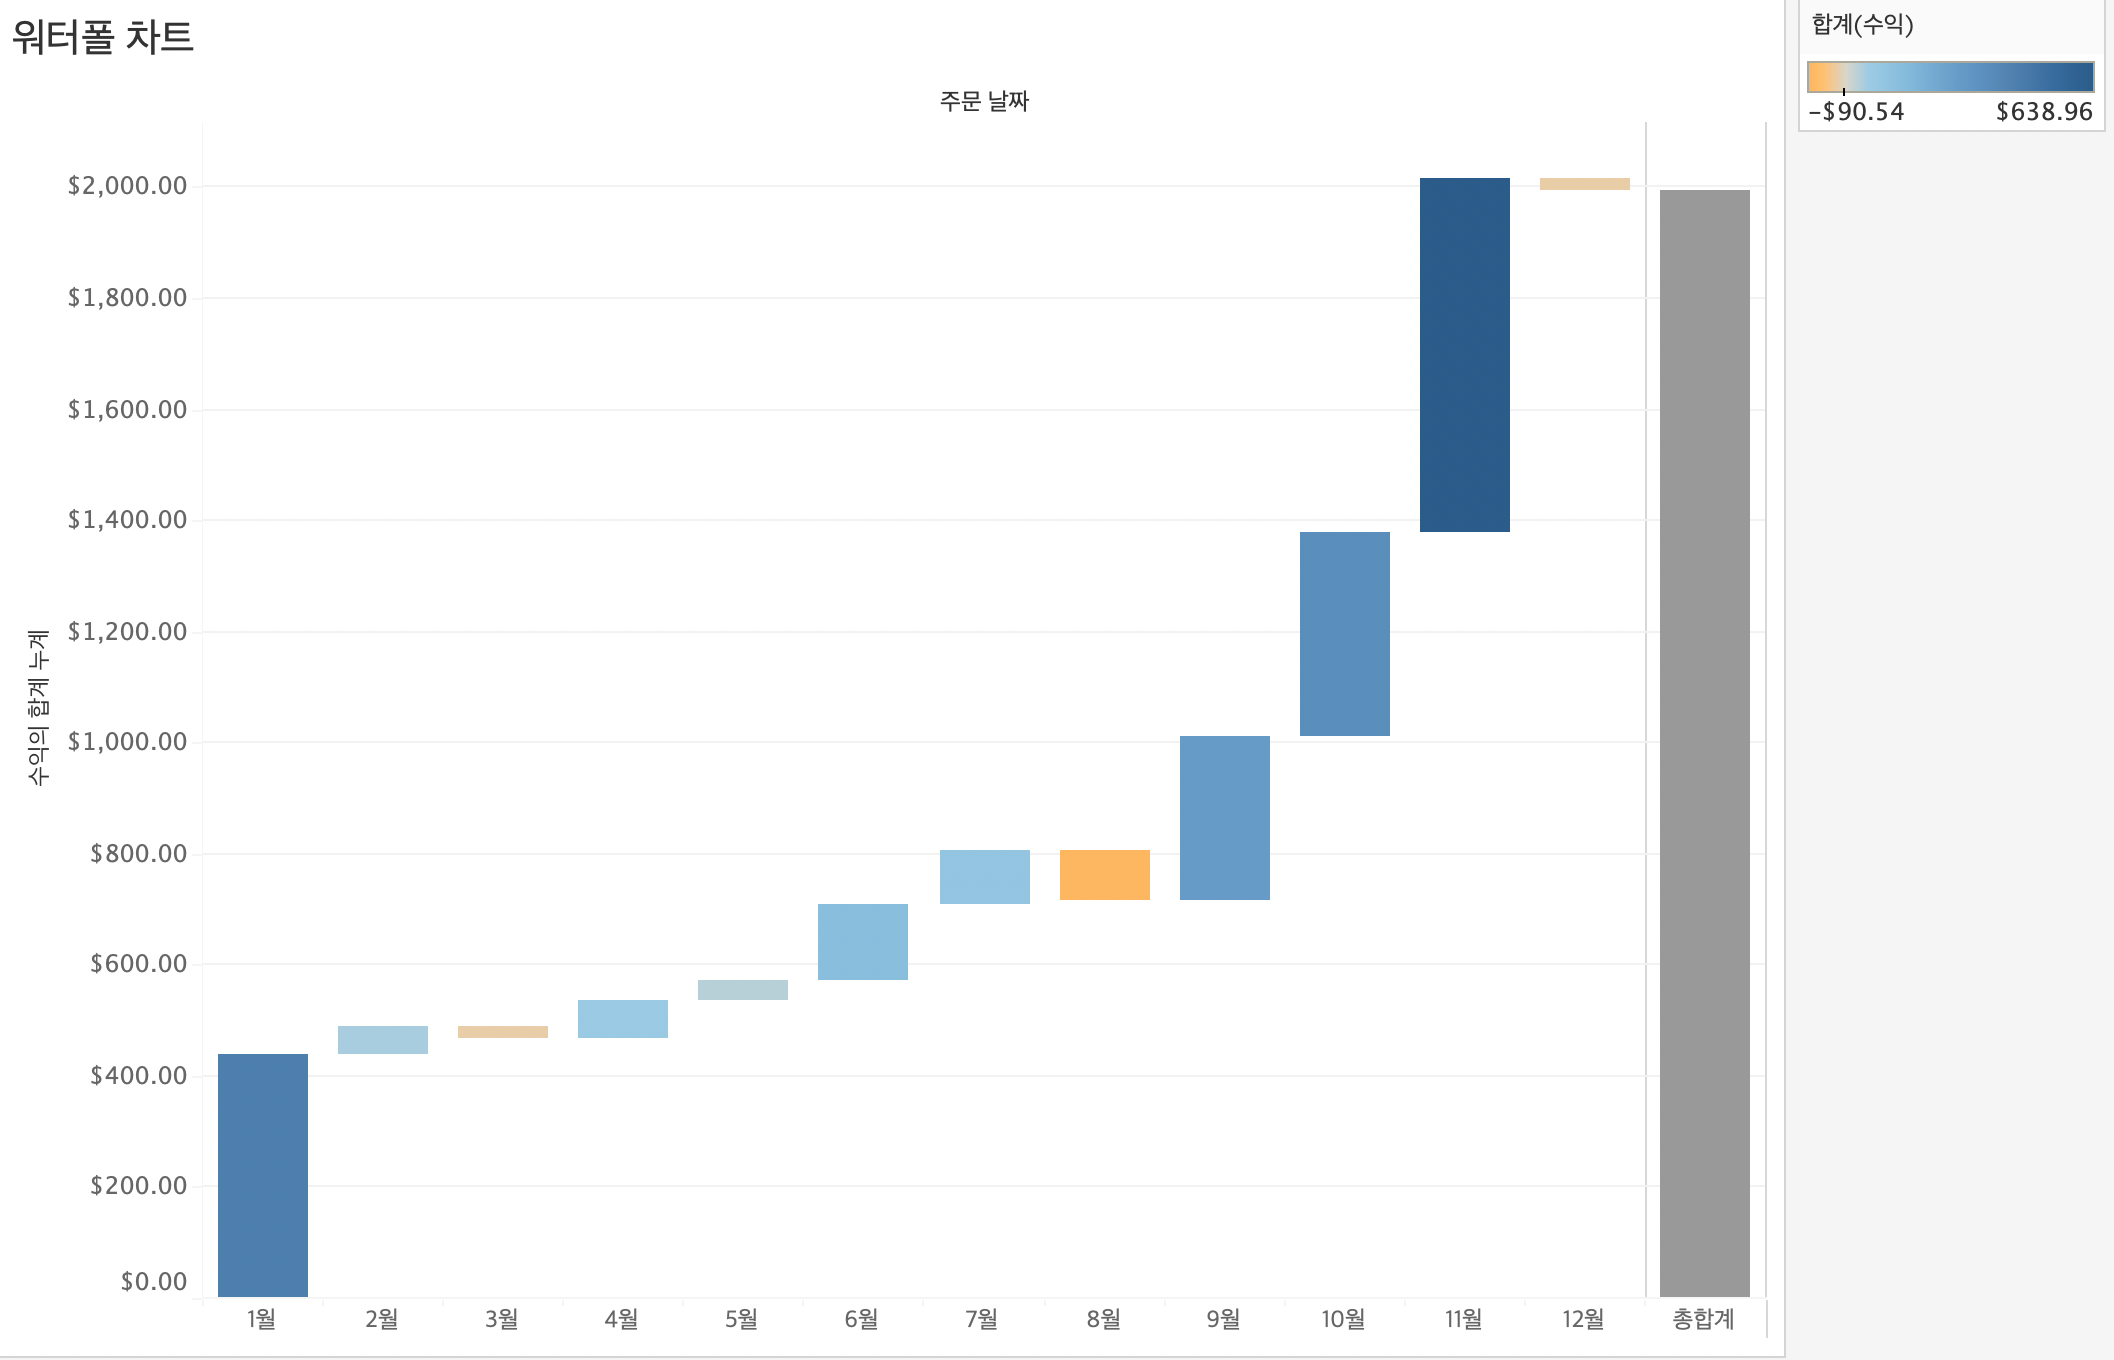 워터폴 차트
합계(수익)
-$90.54 $638.96
주문 날짜
수익의 합계 누계
$2,000.00
$1,800.00
$1,600.00
$1,400.00
$1,200.00
$1,000.00
$800.00
$600.00
$400.00
$200.00
$0.00
1월 2월 3월 4월 5월 6월 7월 8월 9월 10월 11월 12월 총합계